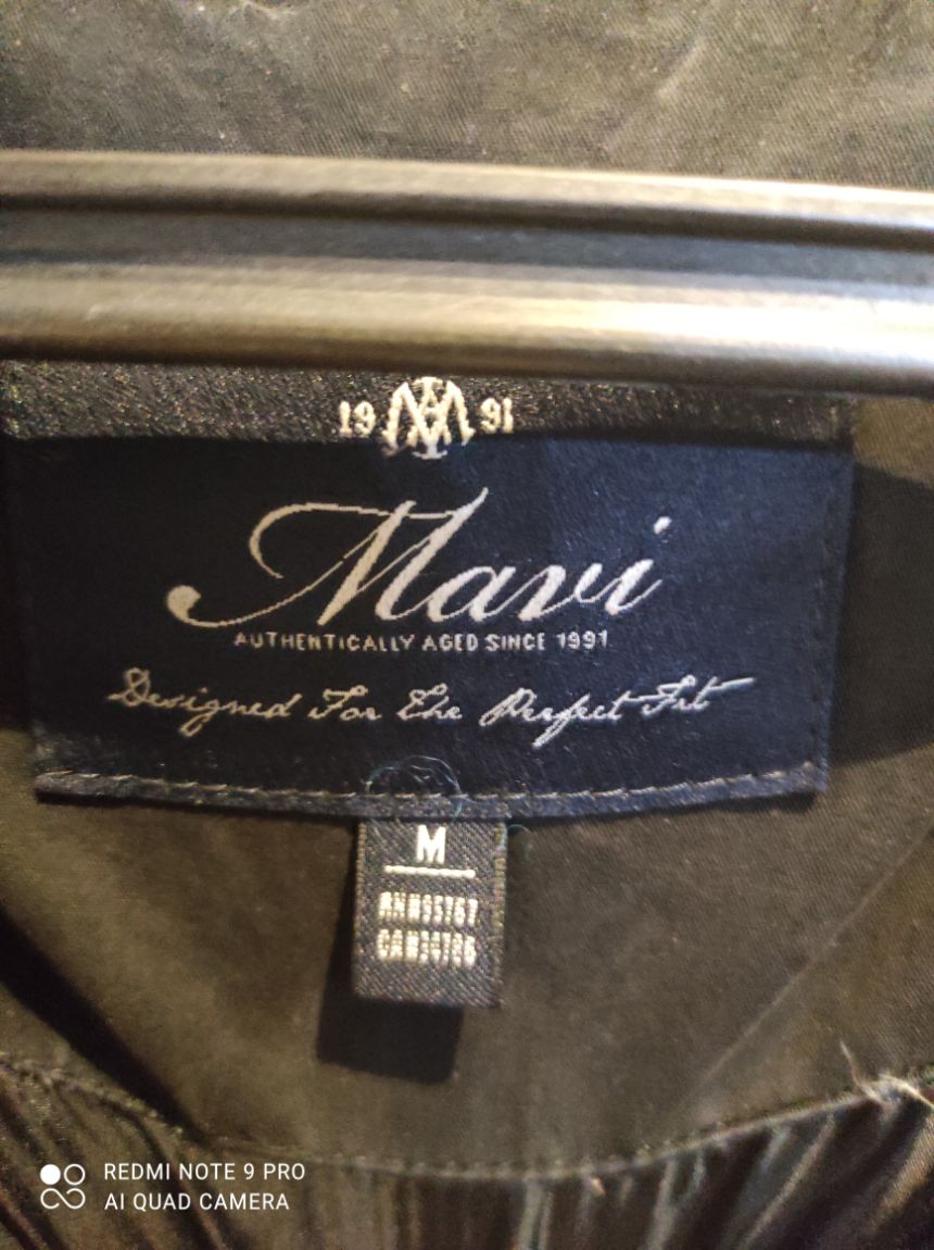 19 91
Mavi
AUTHENTICALLY AGED SINCE 1991
Designed For The Perfect Fit
M
REDMI NOTE 9 PRO
AI QUAD CAMERA